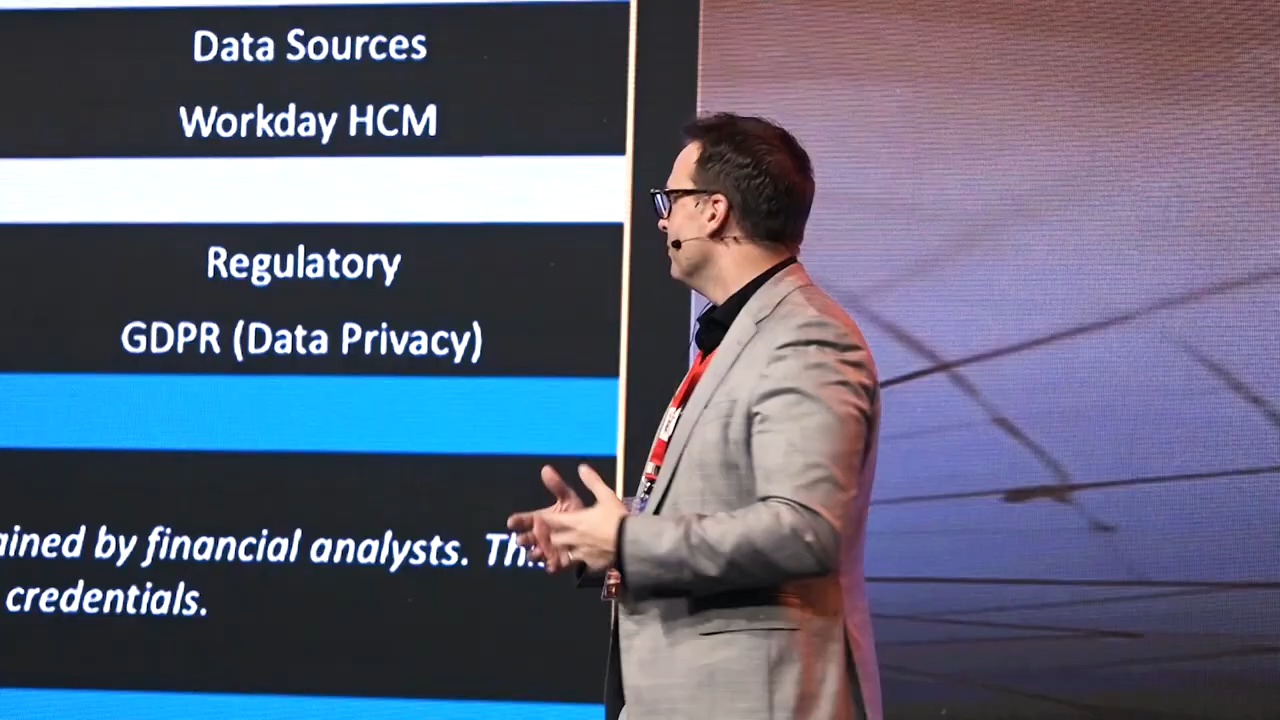 Data Sources
Workday HCM
Regulatory
GDPR (Data Privacy)
ained by financial analysts.
credentials.